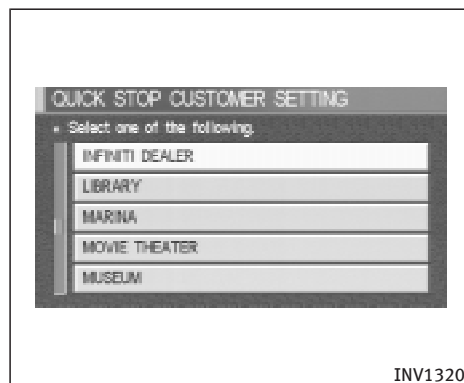 QUICK STOP CUSTOMER SETTING
• Select one of the following.
INFINITI DEALER
LIBRARY
MARINA
MOVIE THEATER
MUSEUM
INV1320